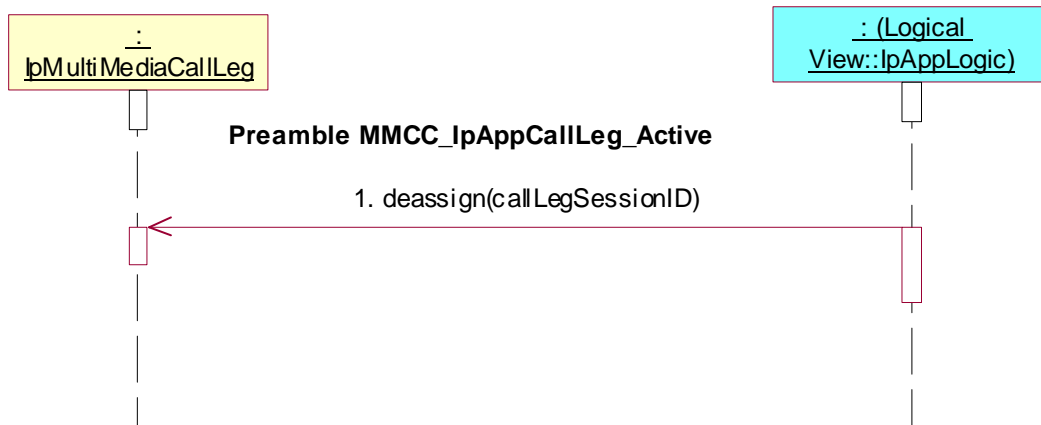 :
IpMultiMediaCallLeg
: (Logical
View::IpAppLogic)
Preamble MMCC_IpAppCallLeg_Active
1. deassign(callLegSessionID)